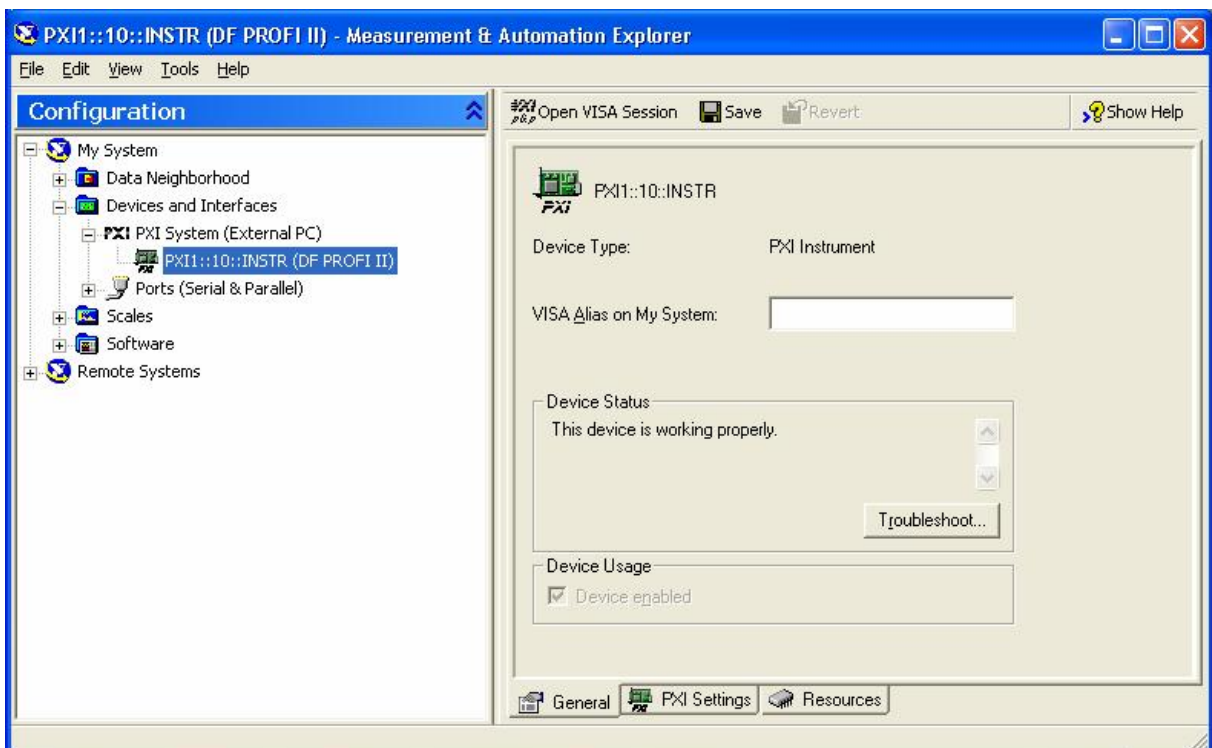 PXI1::10::INSTR (DF PROFI II) - Measurement & Automation Explorer
File Edit View Tools Help
Configuration
My System
Data Neighborhood
Devices and Interfaces
PXI PXI System (External PC)
PXI1::10::INSTR (DF PROFI II)
Ports (Serial & Parallel)
Scales
Software
Remote Systems
Open VISA Session Save Revert Show Help
PXI PXI1::10::INSTR
Device Type: PXI Instrument
VISA Alias on My System:
Device Status
This device is working properly.
Troubleshoot...
Device Usage
Device enabled
General PXI Settings Resources